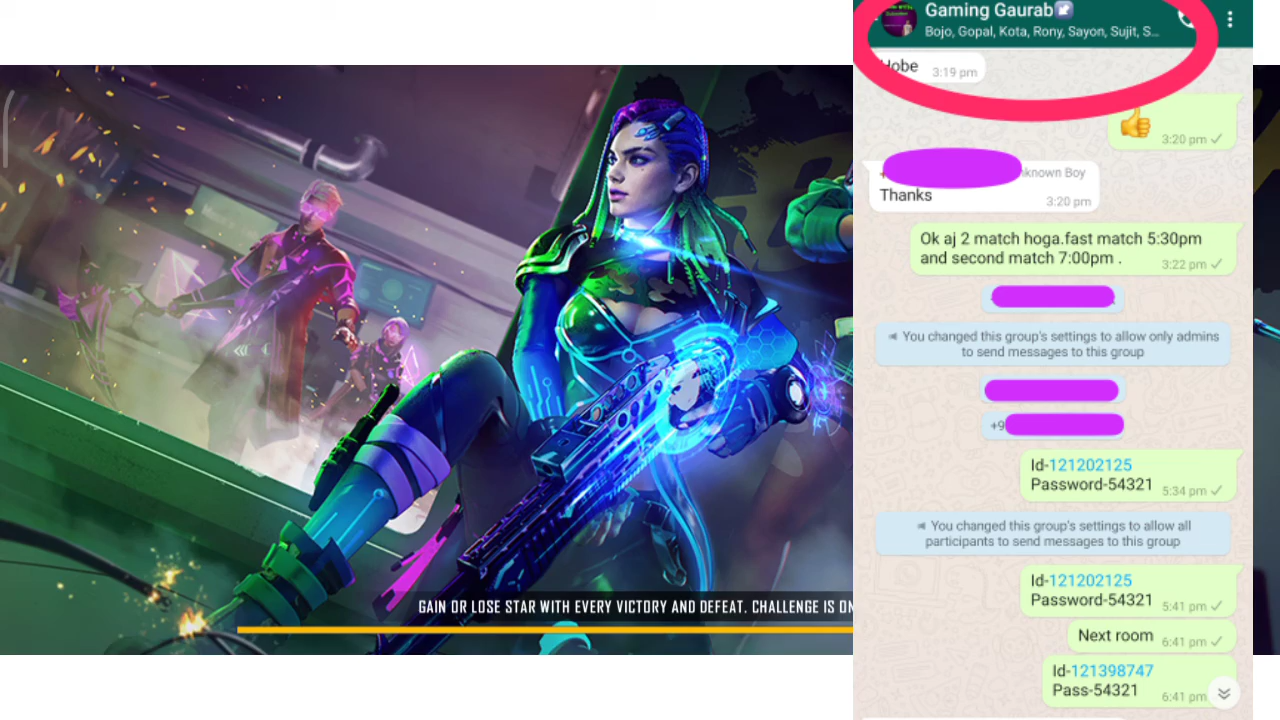 GAIN OR LOSE STAR WITH EVERY VICTORY AND DEFEAT. CHALLENGE IS ON
Gaming Gaurab
Bojo, Gopal, Kota, Rony, Sayon, Sujit, S...
Hobe 3:19 pm
3:20 pm
Thanks 3:20 pm
Ok aj 2 match hoga.fast match 5:30pm
and second match 7:00pm . 3:22 pm
You changed this group's settings to allow only admins
to send messages to this group
+9
Id-121202125
Password-54321 5:34 pm
You changed this group's settings to allow all
participants to send messages to this group
Id-121202125
Password-54321 5:41 pm
Next room 6:41 pm
Id-121398747
Pass-54321 6:41 pm